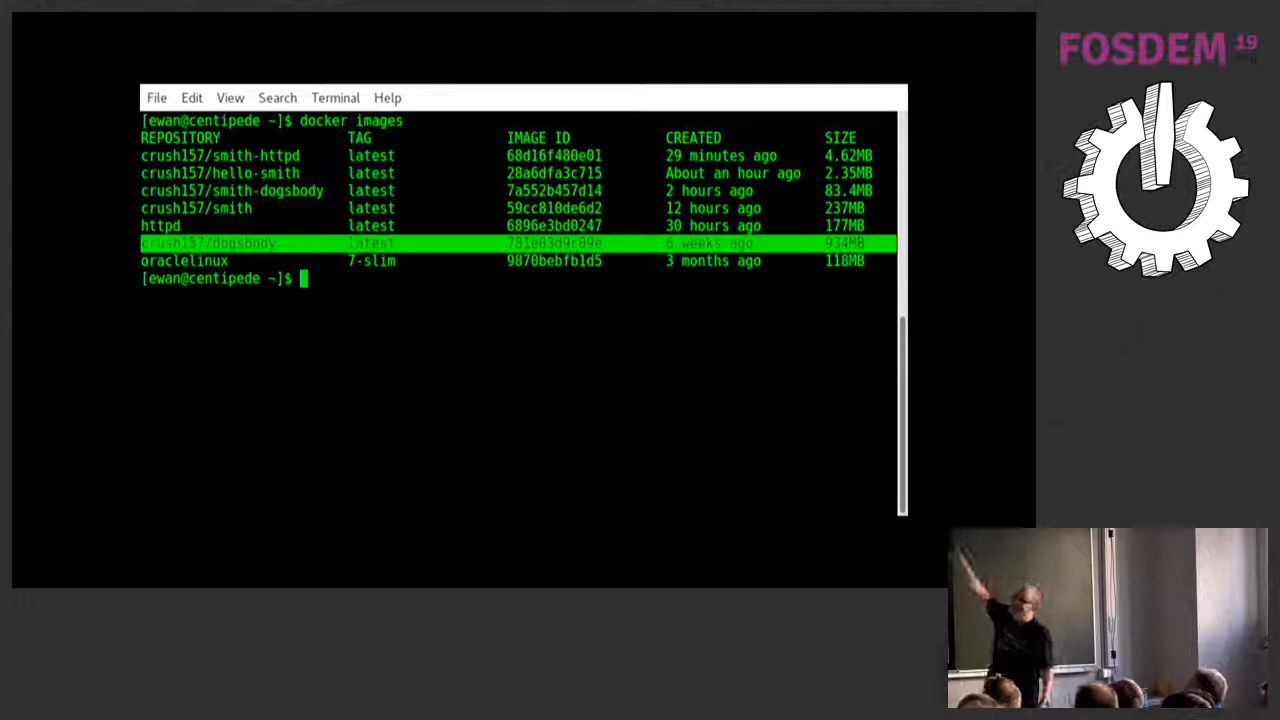 FOSDEM 19
File Edit View Search Terminal Help
[ewan@centipede ~]$ docker images
REPOSITORY TAG IMAGE ID CREATED SIZE
crush157/smith-httpd latest 68d16f480e01 29 minutes ago 4.62MB
crush157/hello-smith latest 28a6dfa3c715 About an hour ago 2.35MB
crush157/smith-dogsbody latest 7a552b457d14 2 hours ago 83.4MB
crush157/smith latest 59cc810de6d2 12 hours ago 237MB
httpd latest 6896e3bd0247 30 hours ago 177MB
crush157/dogsbody latest 781e03d9c09e 6 weeks ago 934MB
oraclelinux 7-slim 9870bebfb1d5 3 months ago 118MB
[ewan@centipede ~]$